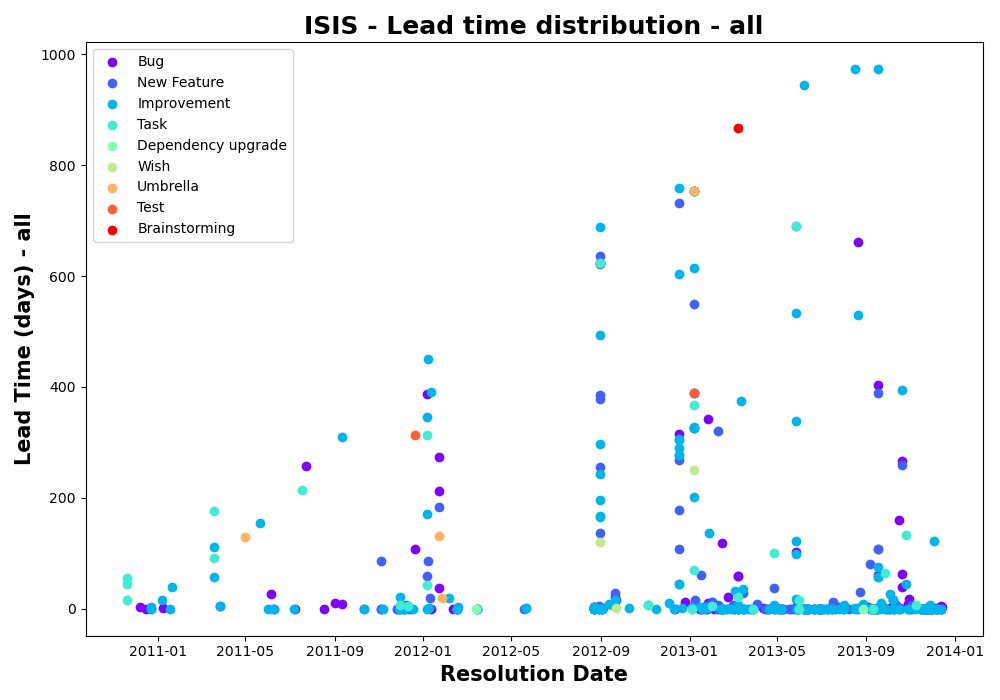 ISIS - Lead time distribution - all
Bug
New Feature
Improvement
Task
Dependency upgrade
Wish
Umbrella
Test
Brainstorming
Lead Time (days) - all
1000
800
600
400
200
0
2011-01 2011-05 2011-09 2012-01 2012-05 2012-09 2013-01 2013-05 2013-09 2014-01
Resolution Date